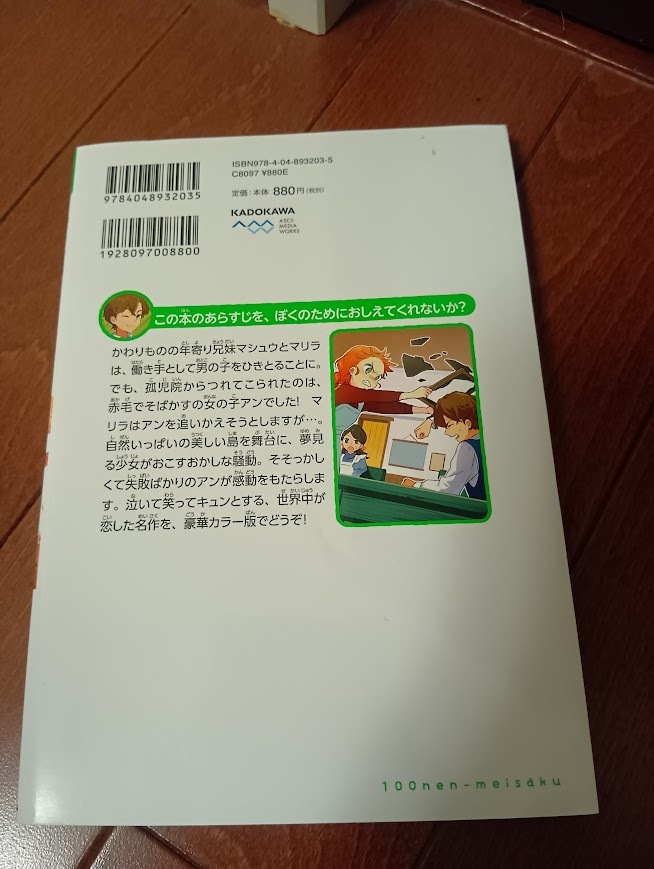 9784048932035
ISBN978-4-04-893203-5
C8097 ¥880E
定価：本体 880円(税別)
KADOKAWA
ASCII
MEDIA
WORKS
1928097008800
この本のあらすじを、ぼくのためにおしえてくれないか?
かわりものの年寄り兄妹マシュウとマリラ
は、働き手として男の子をひきとることに。
でも、孤児院からつれてこられたのは、
赤毛でそばかすの女の子アンでした! マ
リラはアンを追いかえそうとしますが…。
自然いっぱいの美しい島を舞台に、夢見
る少女がおこすおかしな騒動。そそっかし
くて失敗ばかりのアンが感動をもたらしま
す。泣いて笑ってキュンとする、世界中が
恋した名作を、豪華カラー版でどうぞ!
100nen-meisaku